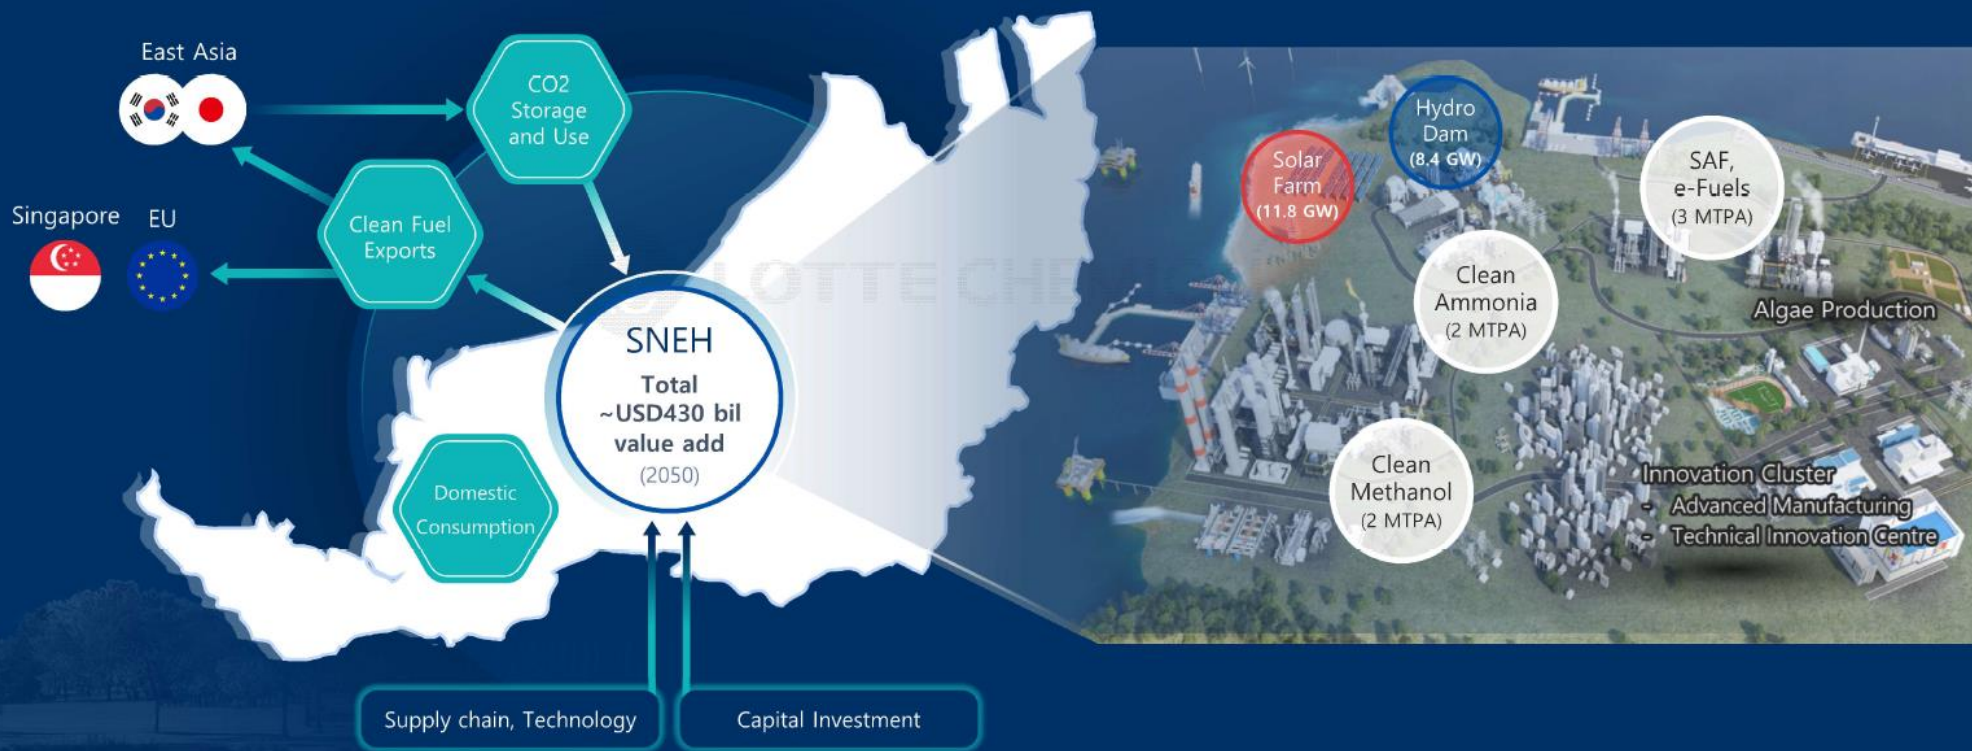 East Asia
CO2
Storage
and Use
Clean Fuel
Exports
Singapore
EU
SNEH
Total
~USD430 bil
value add
(2050)
Domestic
Consumption
Supply chain, Technology
Capital Investment
LOTTE CHEM
Solar
Farm
(11.8 GW)
Hydro
Dam
(8.4 GW)
SAF,
e-Fuels
(3 MTPA)
Clean
Ammonia
(2 MTPA)
Algae Production
Clean
Methanol
(2 MTPA)
Innovation Cluster
- Advanced Manufacturing
- Technical Innovation Centre